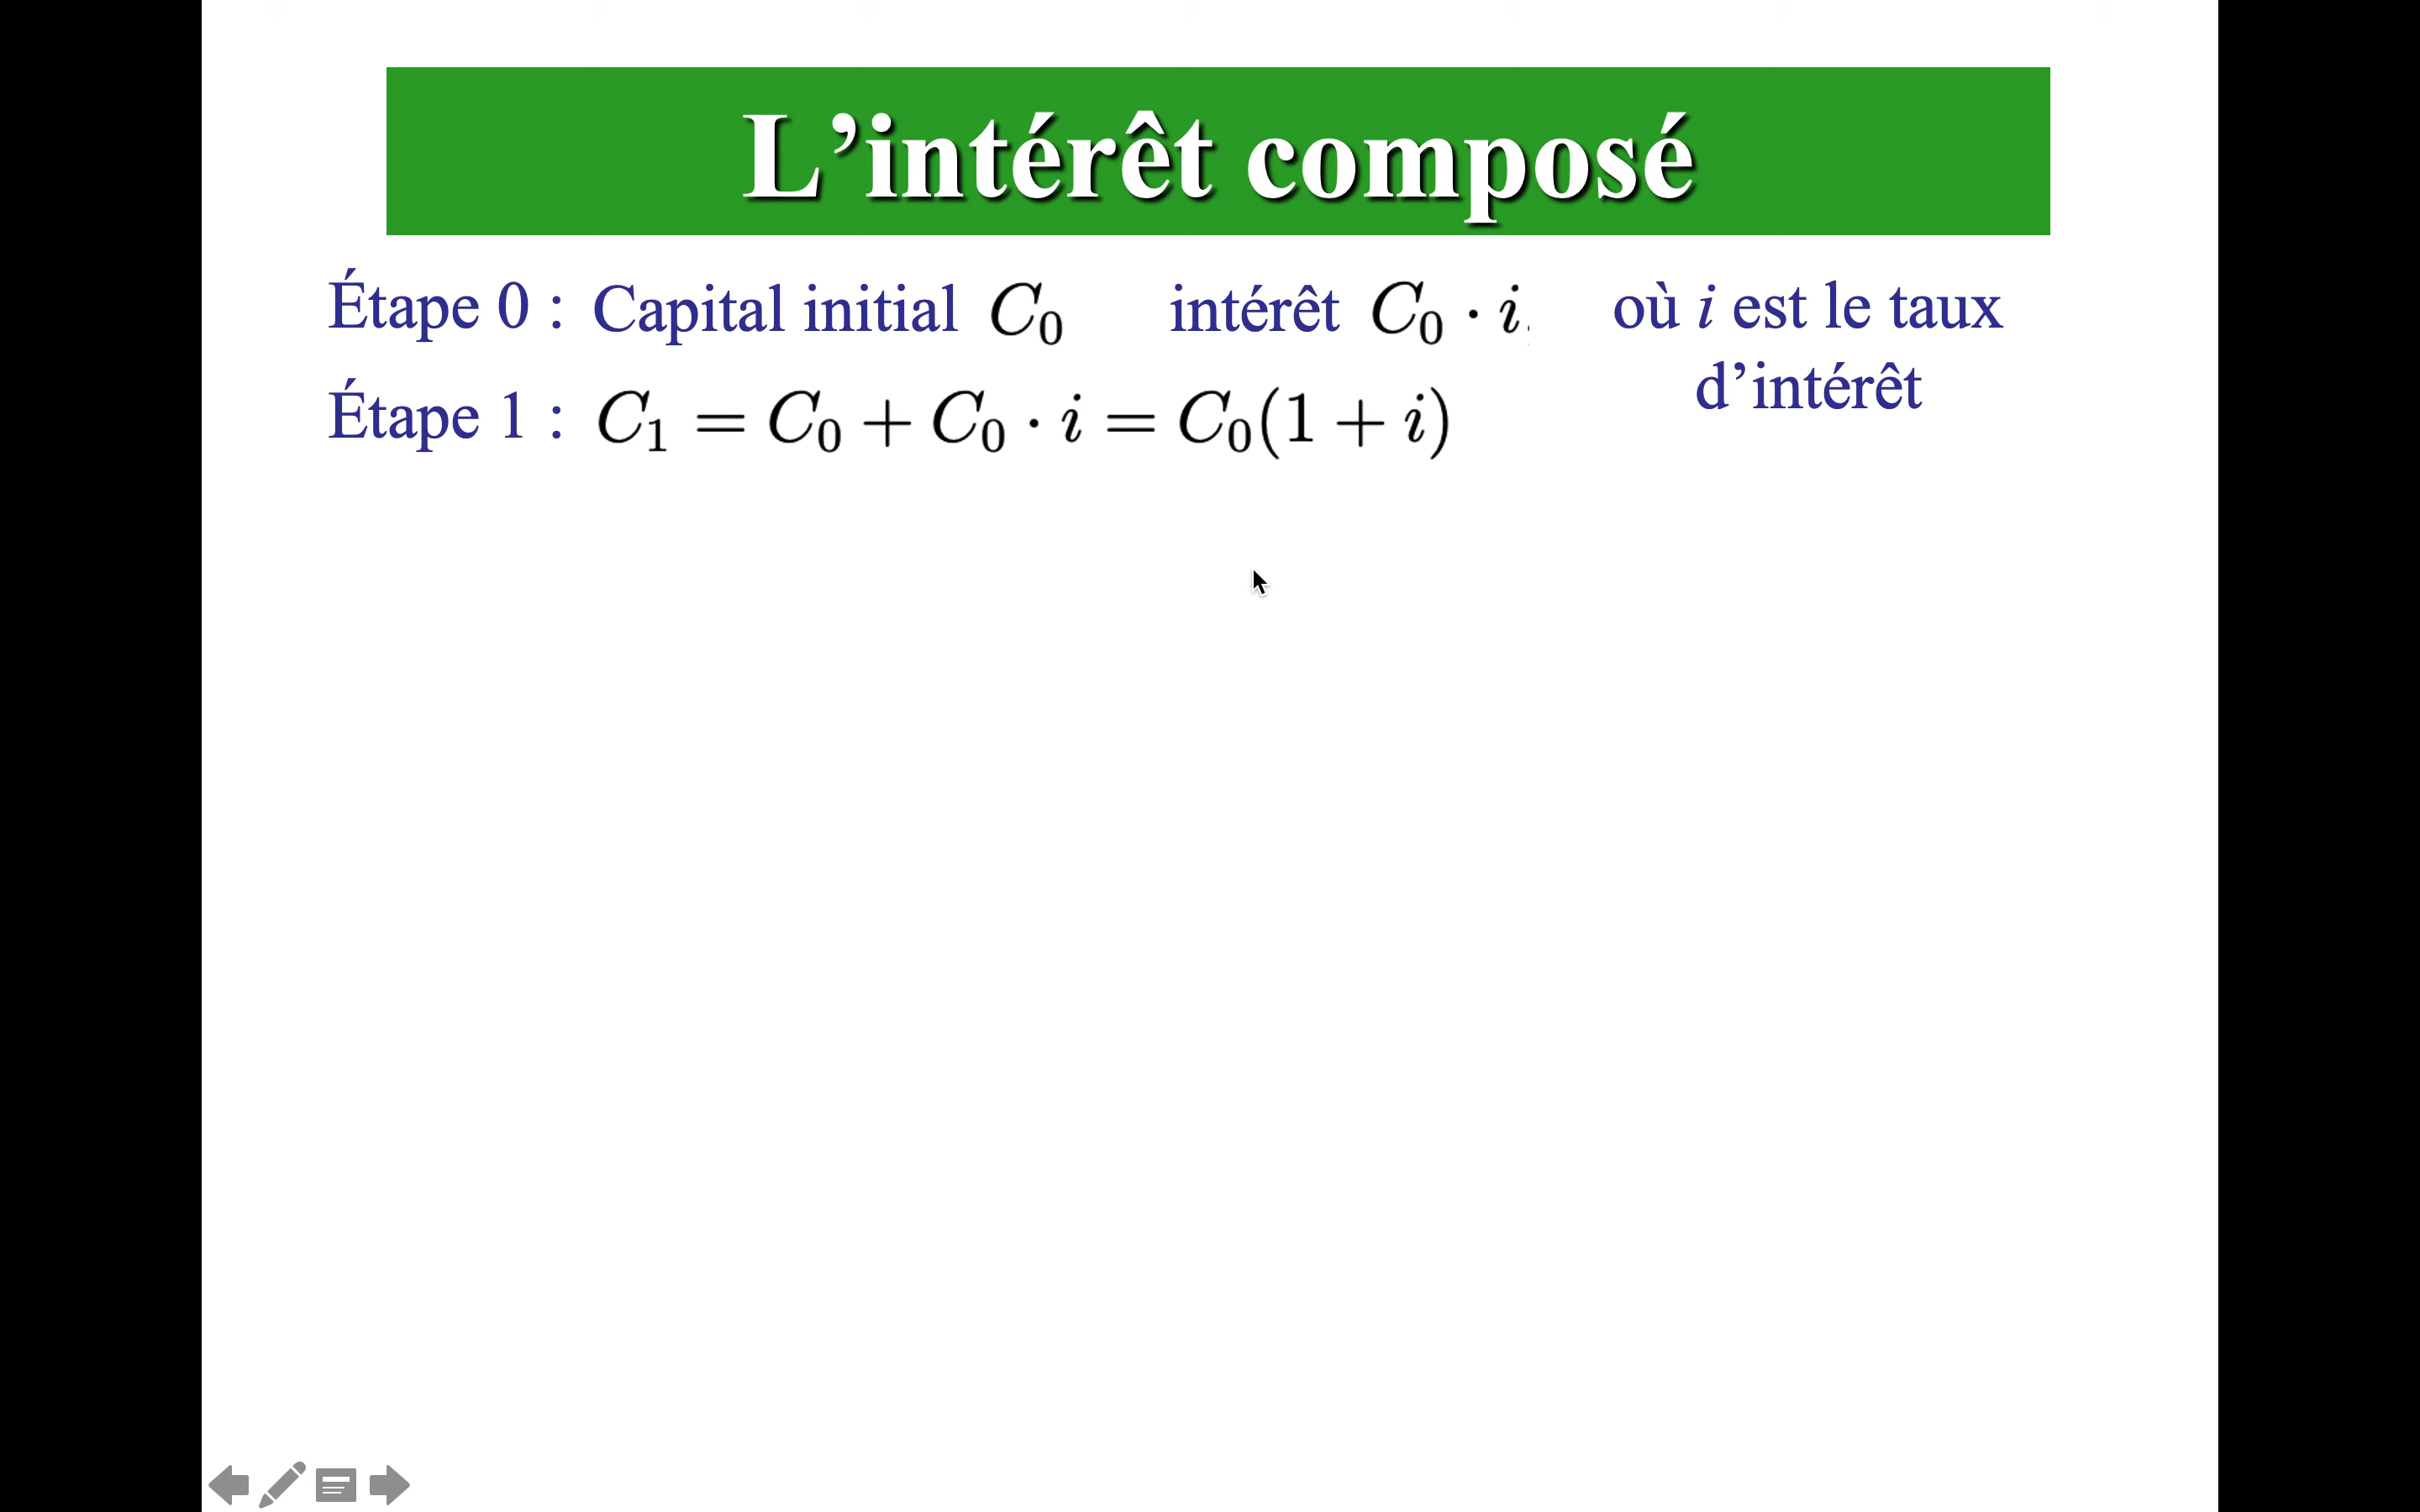 L’intérêt composé
Étape 0 : Capital initial C₀ intérêt C₀ · i, où i est le taux
d’intérêt
Étape 1 : C₁ = C₀ + C₀ · i = C₀(1 + i)